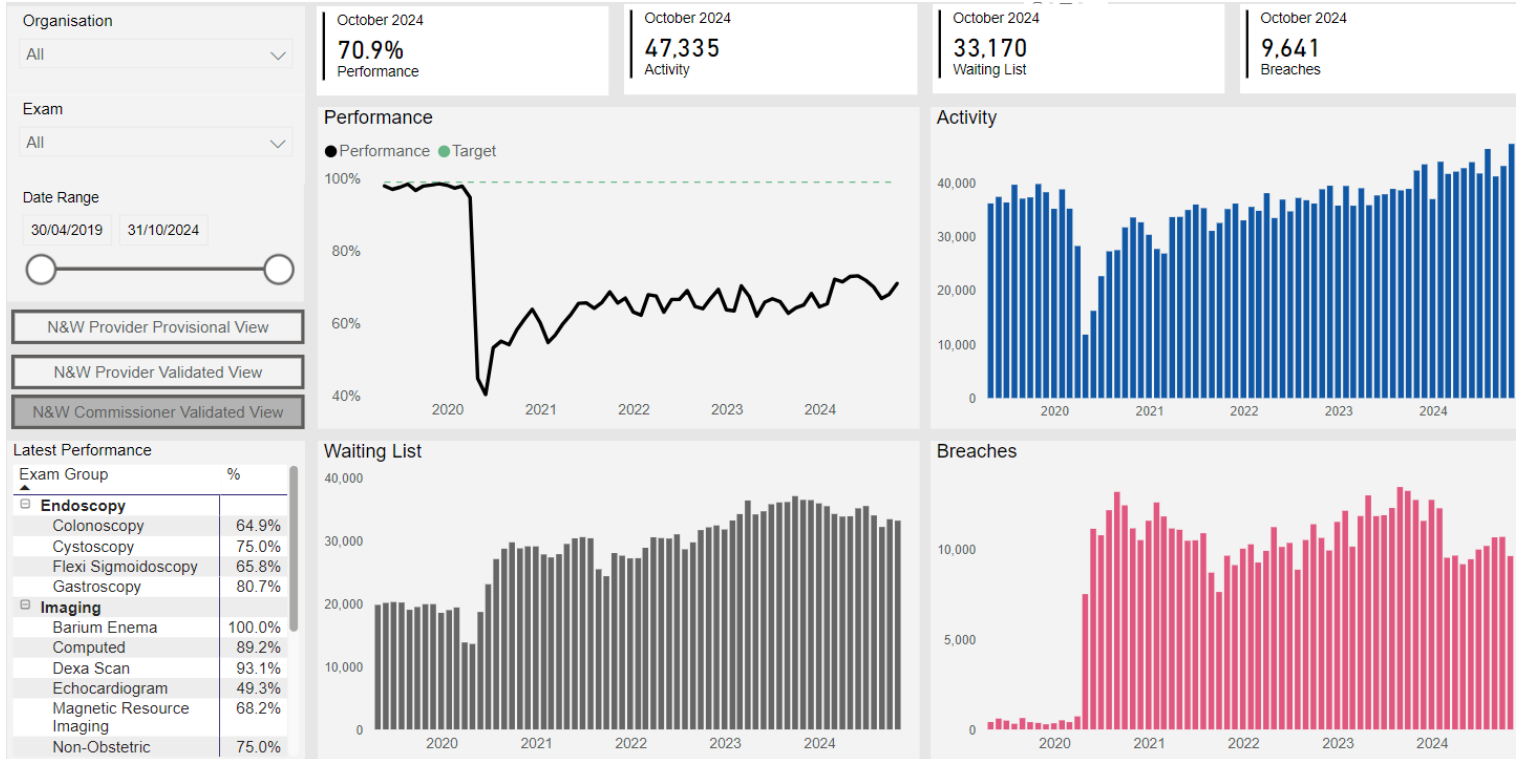 Organisation
All
Exam
All
Date Range
30/04/2019 31/10/2024
N&W Provider Provisional View
N&W Provider Validated View
N&W Commissioner Validated View
Latest Performance
Exam Group %
Endoscopy
Colonoscopy 64.9%
Cystoscopy 75.0%
Flexi Sigmoidoscopy 65.8%
Gastroscopy 80.7%
Imaging
Barium Enema 100.0%
Computed 89.2%
Dexa Scan 93.1%
Echocardiogram 49.3%
Magnetic Resource 68.2%
Imaging
Non-Obstetric 75.0%
October 2024
70.9%
Performance
October 2024
47,335
Activity
October 2024
33,170
Waiting List
October 2024
9,641
Breaches
Performance
Performance Target
100%
80%
60%
40%
2020 2021 2022 2023 2024
Activity
40,000
30,000
20,000
10,000
0
2020 2021 2022 2023 2024
Waiting List
40,000
30,000
20,000
10,000
0
2020 2021 2022 2023 2024
Breaches
10,000
5,000
0
2020 2021 2022 2023 2024